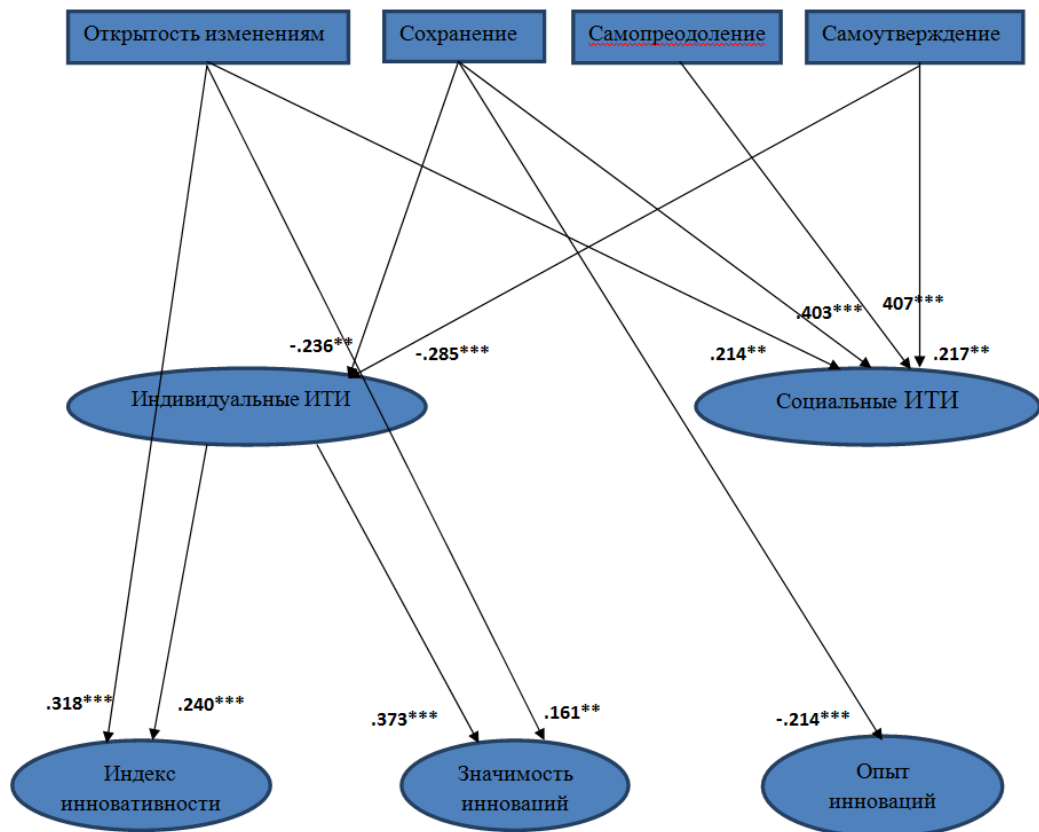 Открытость изменениям
Сохранение
Самопреодоление
Самоутверждение
.403***
407***
-.236**
-.285***
.214**
.217**
Индивидуальные ИТИ
Социальные ИТИ
.318***
.240***
.373***
.161**
-.214***
Индекс
инновативности
Значимость
инноваший
Опыт
инноваций